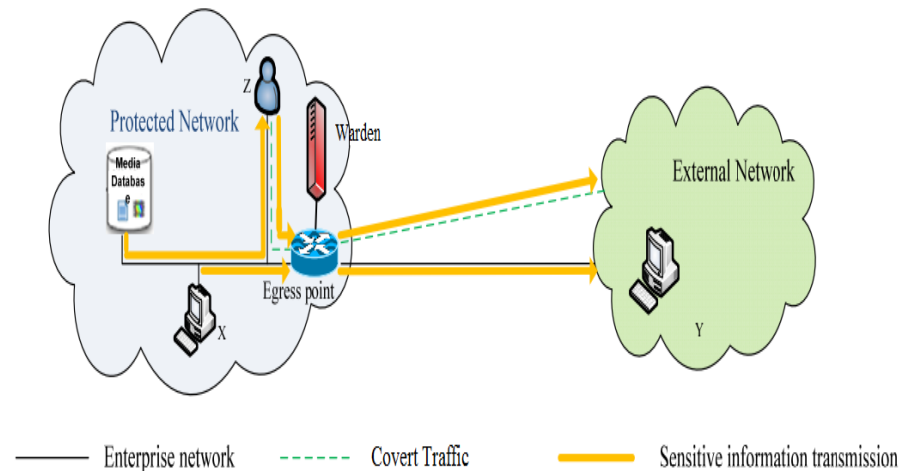 Z
Protected Network
Warden
Media
Databas
e
External Network
Egress point
X
Y
Enterprise network
Covert Traffic
Sensitive information transmission